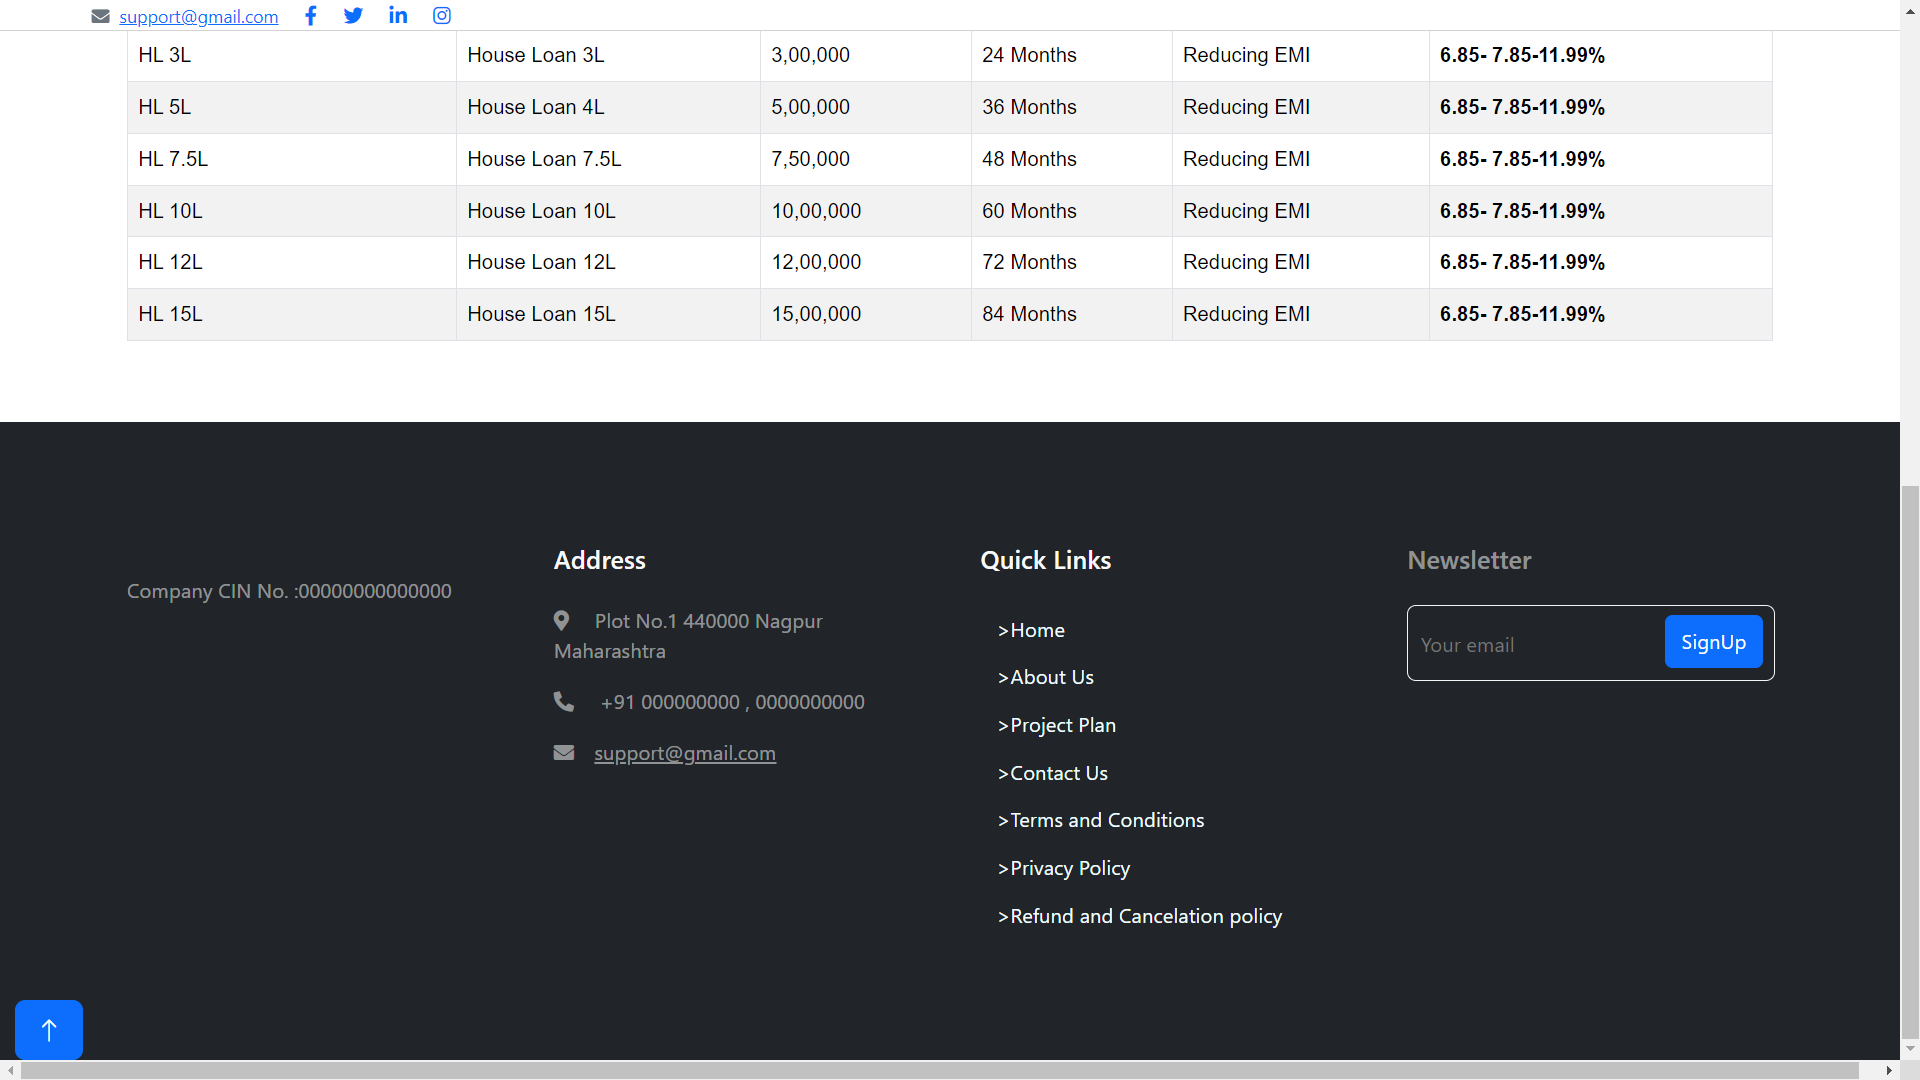 support@gmail.com
HL 3L House Loan 3L 3,00,000 24 Months Reducing EMI 6.85- 7.85-11.99%
HL 5L House Loan 4L 5,00,000 36 Months Reducing EMI 6.85- 7.85-11.99%
HL 7.5L House Loan 7.5L 7,50,000 48 Months Reducing EMI 6.85- 7.85-11.99%
HL 10L House Loan 10L 10,00,000 60 Months Reducing EMI 6.85- 7.85-11.99%
HL 12L House Loan 12L 12,00,000 72 Months Reducing EMI 6.85- 7.85-11.99%
HL 15L House Loan 15L 15,00,000 84 Months Reducing EMI 6.85- 7.85-11.99%
Company CIN No. :00000000000000
Address
Plot No.1 440000 Nagpur
Maharashtra
+91 000000000 , 0000000000
support@gmail.com
Quick Links
>Home
>About Us
>Project Plan
>Contact Us
>Terms and Conditions
>Privacy Policy
>Refund and Cancelation policy
Newsletter
Your email SignUp